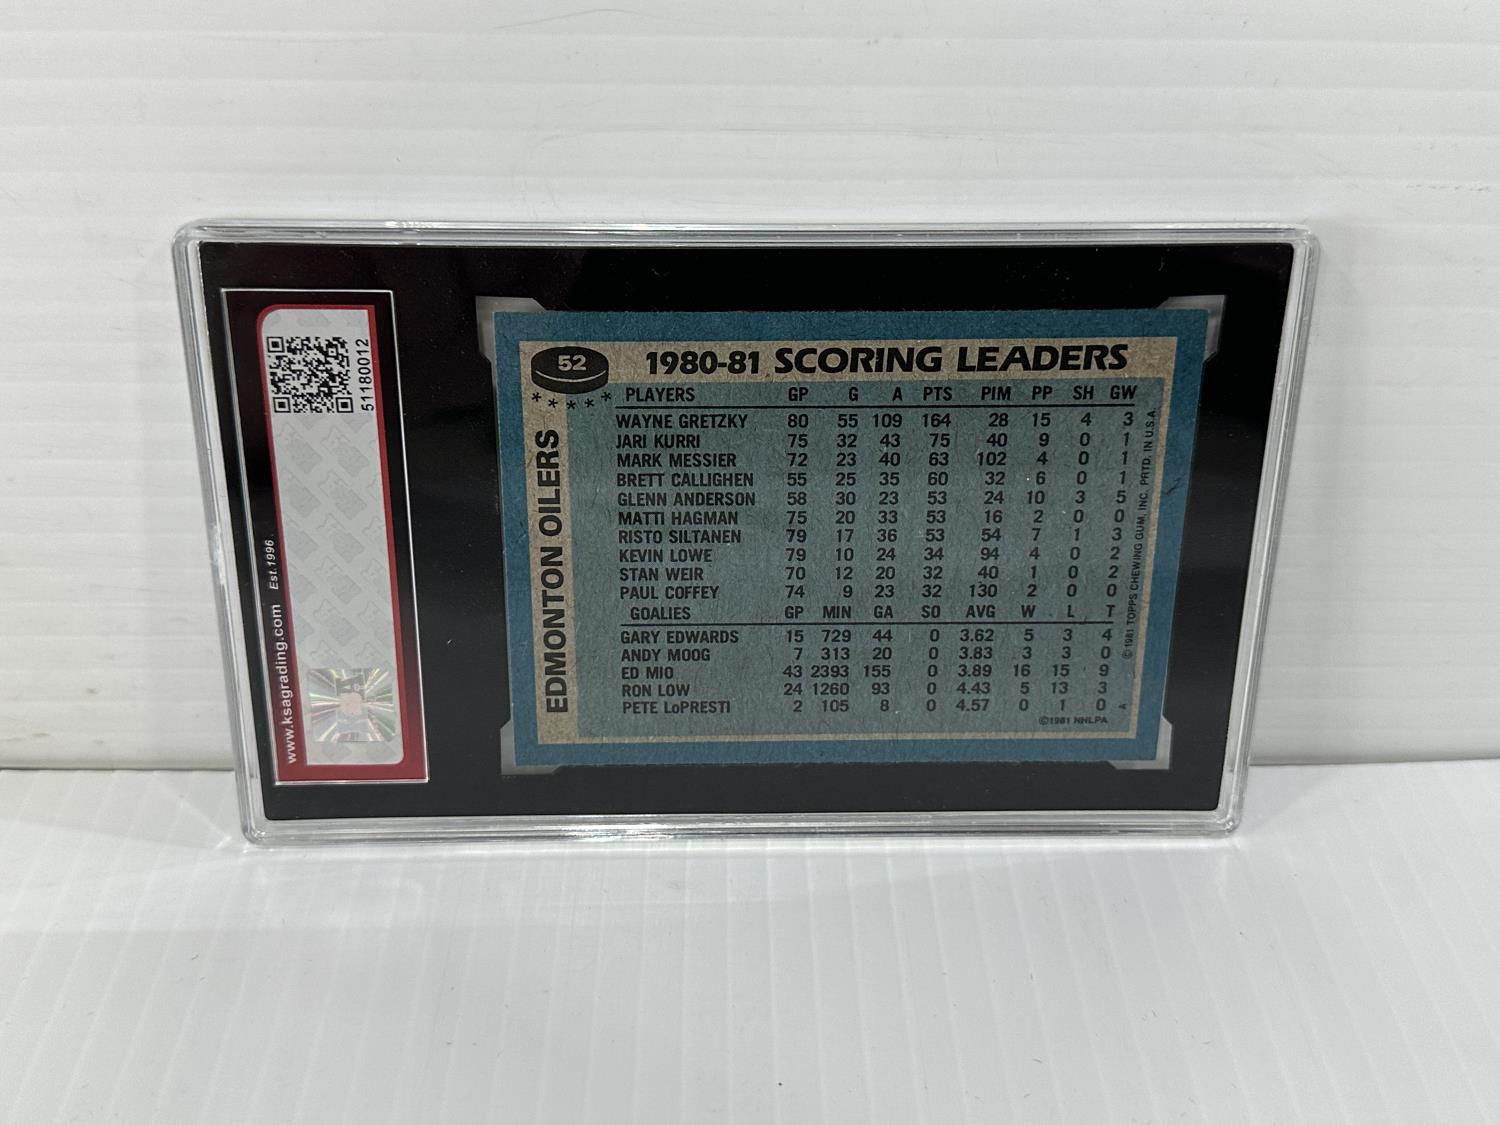 51180012
www.ksagrading.com Est.1996
52
1980-81 SCORING LEADERS
EDMONTON OILERS
PLAYERS GP G A PTS PIM PP SH GW
WAYNE GRETZKY 80 55 109 164 28 15 4 3
JARI KURRI 75 32 43 75 40 9 0 1
MARK MESSIER 72 23 40 63 102 4 0 1
BRETT CALLIGHEN 55 25 35 60 32 6 0 1
GLENN ANDERSON 58 30 23 53 24 10 3 5
MATTI HAGMAN 75 20 33 53 16 2 0 0
RISTO SILTANEN 79 17 36 53 54 7 1 3
KEVIN LOWE 79 10 24 34 94 4 0 2
STAN WEIR 70 12 20 32 40 1 0 2
PAUL COFFEY 74 9 23 32 130 2 0 0
GOALIES GP MIN GA SO AVG W L T
GARY EDWARDS 15 729 44 0 3.62 5 3 4
ANDY MOOG 7 313 20 0 3.83 3 3 0
ED MIO 43 2393 155 0 3.89 16 15 9
RON LOW 24 1260 93 0 4.43 5 13 3
PETE LoPRESTI 2 105 8 0 4.57 0 1 0
©1981 NHLPA
A
©1981 TOPPS CHEWING GUM, INC. PRTD. IN U.S.A.